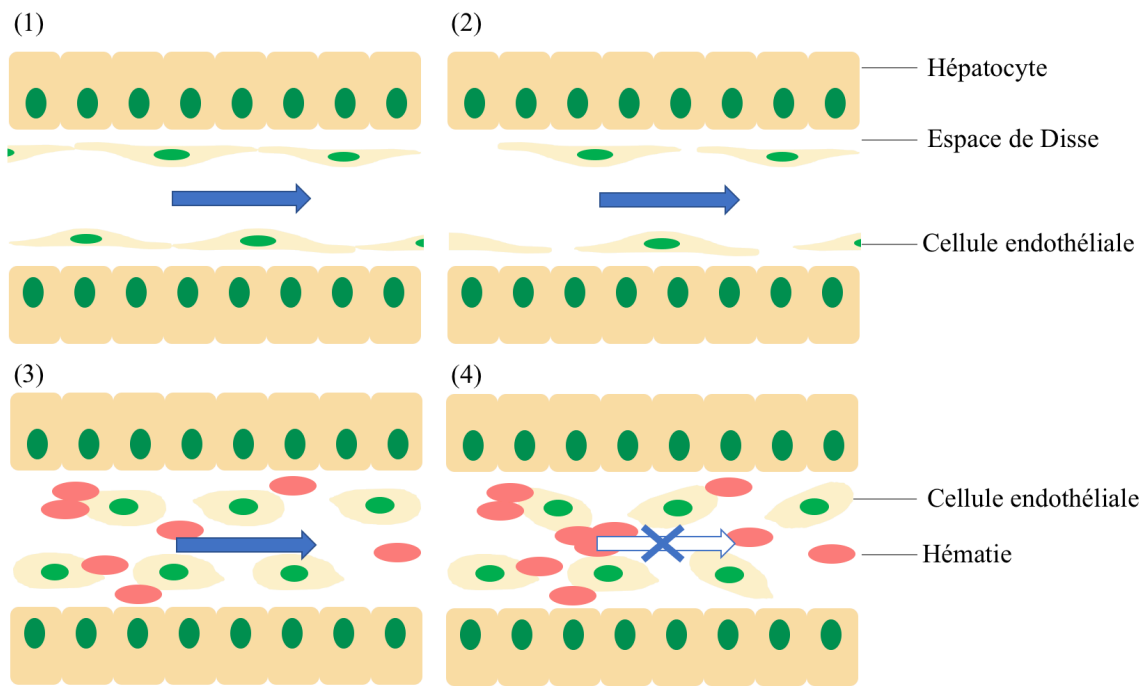 (1)
(2)
Hépatocyte
Espace de Disse
Cellule endothéliale
(3)
(4)
Cellule endothéliale
Hématie